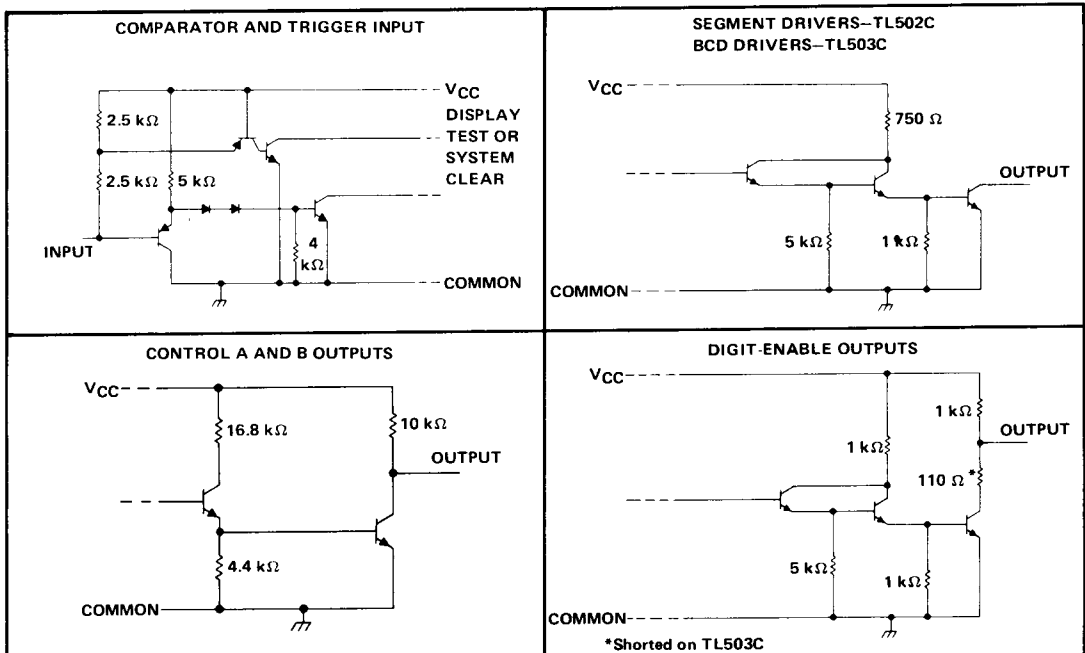 COMPARATOR AND TRIGGER INPUT
VCC
DISPLAY
TEST OR
SYSTEM
CLEAR
2.5 kΩ
2.5 kΩ
5 kΩ
INPUT
4
kΩ
COMMON
SEGMENT DRIVERS–TL502C
BCD DRIVERS–TL503C
VCC
750 Ω
OUTPUT
5 kΩ
1 kΩ
COMMON
CONTROL A AND B OUTPUTS
VCC
16.8 kΩ
10 kΩ
OUTPUT
4.4 kΩ
COMMON
DIGIT-ENABLE OUTPUTS
VCC
1 kΩ
OUTPUT
1 kΩ
110 Ω*
5 kΩ
1 kΩ
COMMON
*Shorted on TL503C